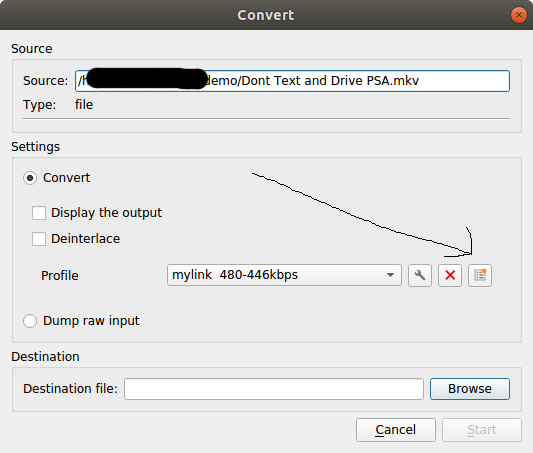 Convert
Source
Source: /h demo/Dont Text and Drive PSA.mkv
Type: file
Settings
Convert
Display the output
Deinterlace
Profile mylink 480-446kbps
Dump raw input
Destination
Destination file: Browse
Cancel Start